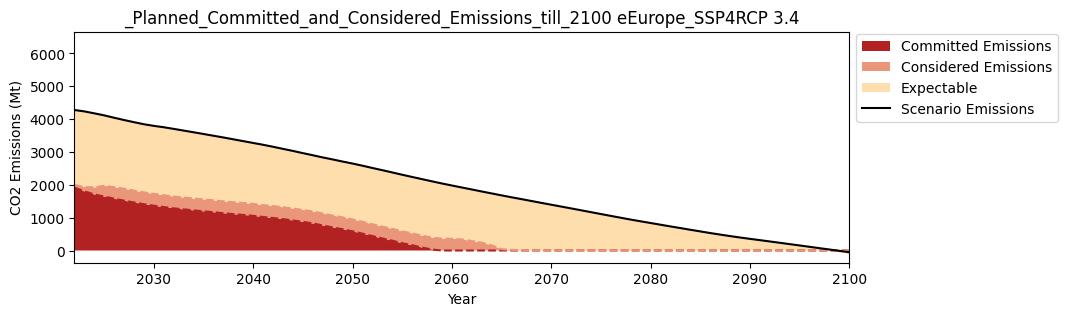 _Planned_Committed_and_Considered_Emissions_till_2100 eEurope_SSP4RCP 3.4
CO2 Emissions (Mt)
6000
5000
4000
3000
2000
1000
0
2030 2040 2050 2060 2070 2080 2090 2100
Year
Committed Emissions
Considered Emissions
Expectable
Scenario Emissions